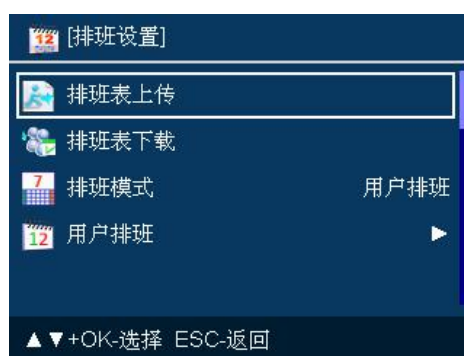 [排班设置]
排班表上传
排班表下载
排班模式 用户排班
用户排班 ▶
▲▼+OK-选择 ESC-返回